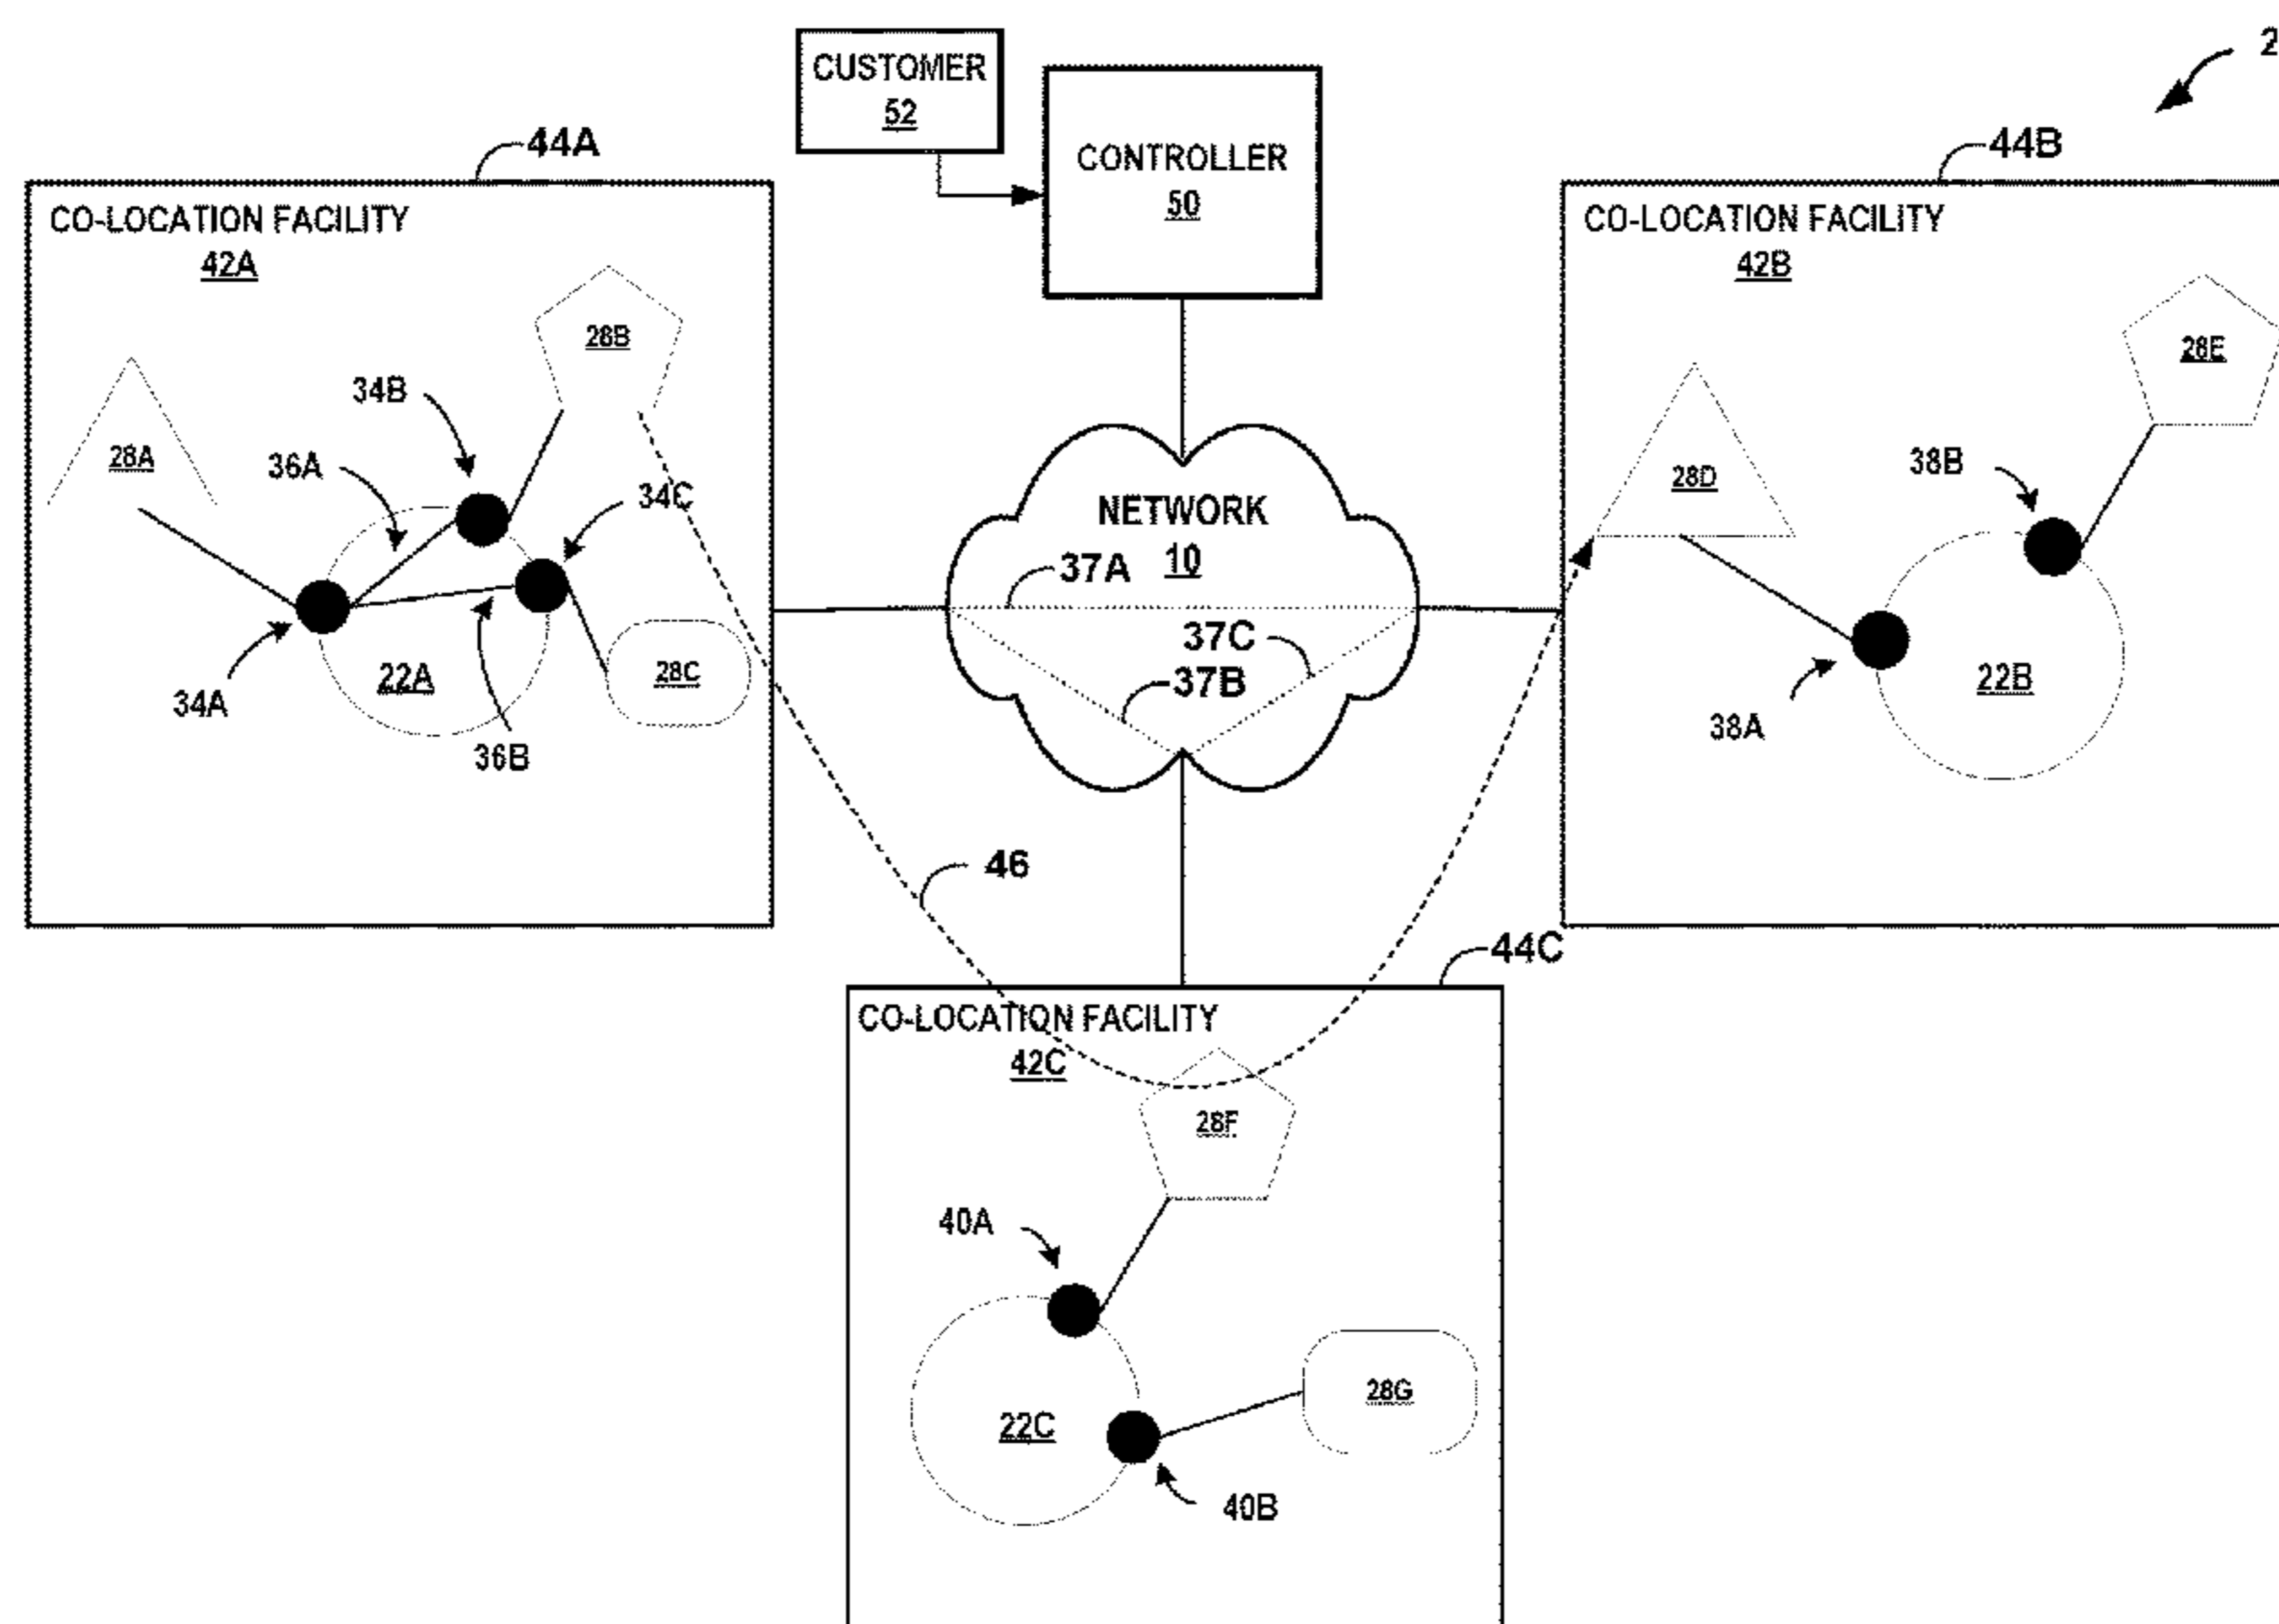 2
CUSTOMER
52
CONTROLLER
50
44A
44B
CO-LOCATION FACILITY
42A
CO-LOCATION FACILITY
42B
28B
28E
34B
28A
36A
34C
28D
38B
NETWORK
10
37A
37C
37B
22A
28C
34A
36B
22B
38A
46
44C
CO-LOCATION FACILITY
42C
28F
40A
28G
22C
40B